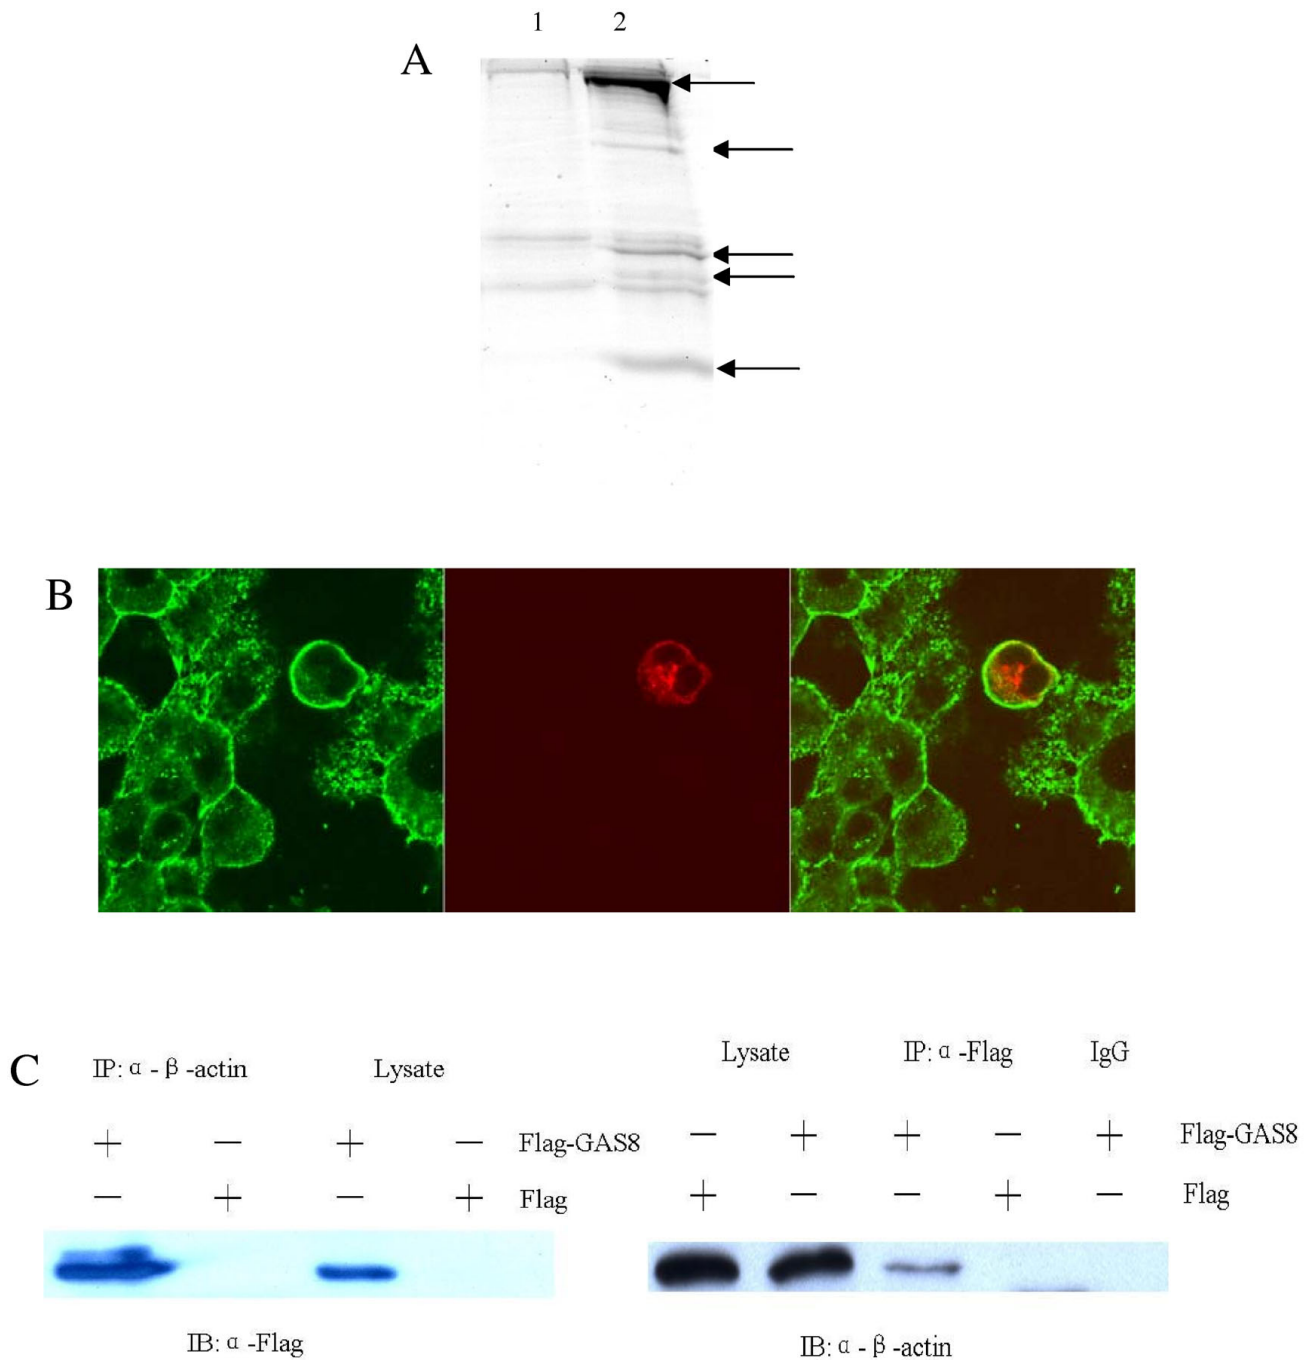 1 2
A
B
C
IP: α - β -actin Lysate
+ − + − Flag-GAS8
− + − + Flag
IB: α -Flag
Lysate IP: α -Flag IgG
− + + − + Flag-GAS8
+ − − + − Flag
IB: α - β -actin